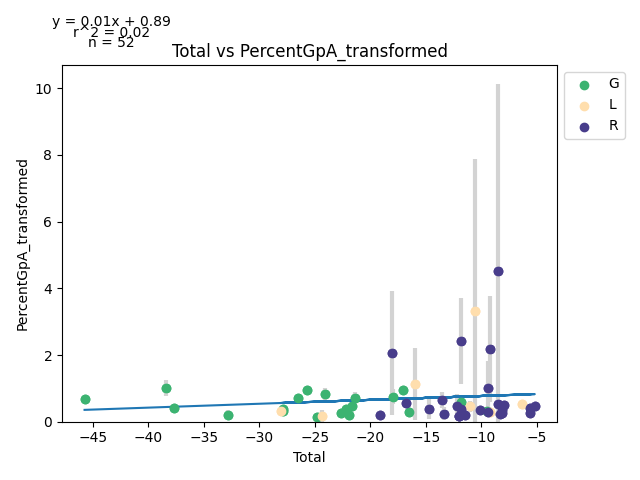 y = 0.01x + 0.89
r^2 = 0.02
n = 52
Total vs PercentGpA_transformed
G
L
R
PercentGpA_transformed
10
8
6
4
2
0
−45 −40 −35 −30 −25 −20 −15 −10 −5
Total